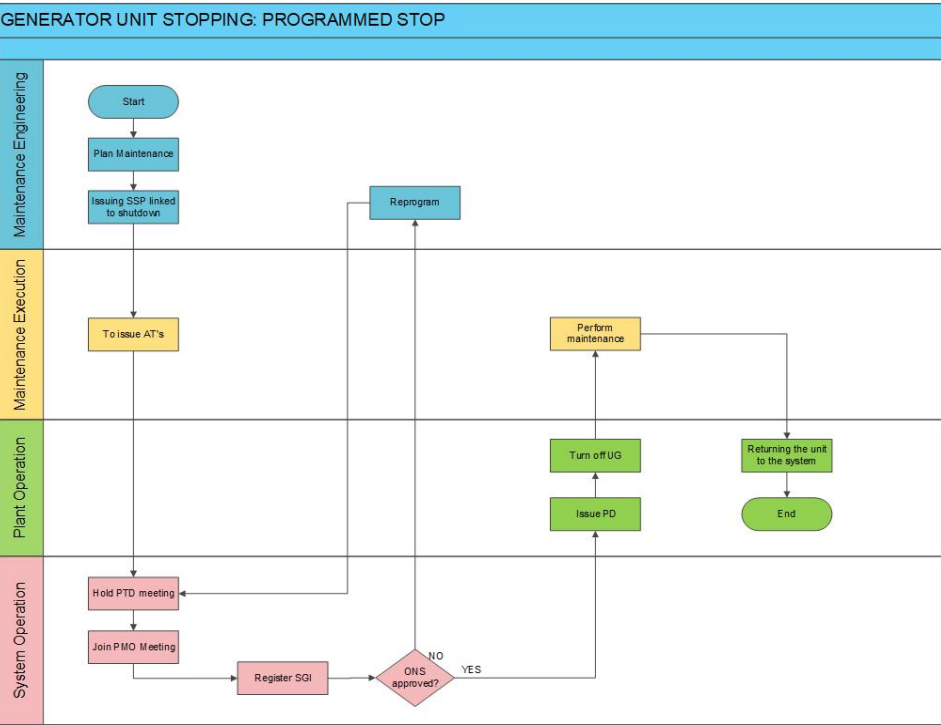 GENERATOR UNIT STOPPING: PROGRAMMED STOP
Maintenance Engineering
Start
Plan Maintenance
Issuing SSP linked
to shutdown
Reprogram
Maintenance Execution
To issue AT's
Perform
maintenance
Plant Operation
Turn off UG
Returning the unit
to the system
Issue PD
End
System Operation
Hold PTD meeting
Join PMO Meeting
Register SGI
ONS
approved?
NO
YES